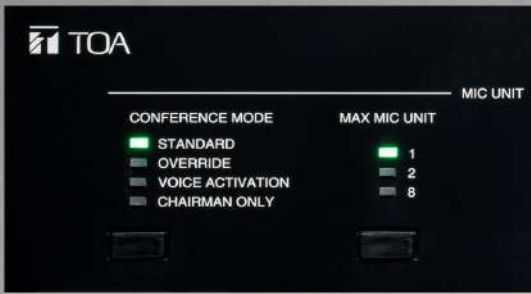 TOA
MIC UNIT
CONFERENCE MODE
STANDARD
OVERRIDE
VOICE ACTIVATION
CHAIRMAN ONLY
MAX MIC UNIT
1
2
8